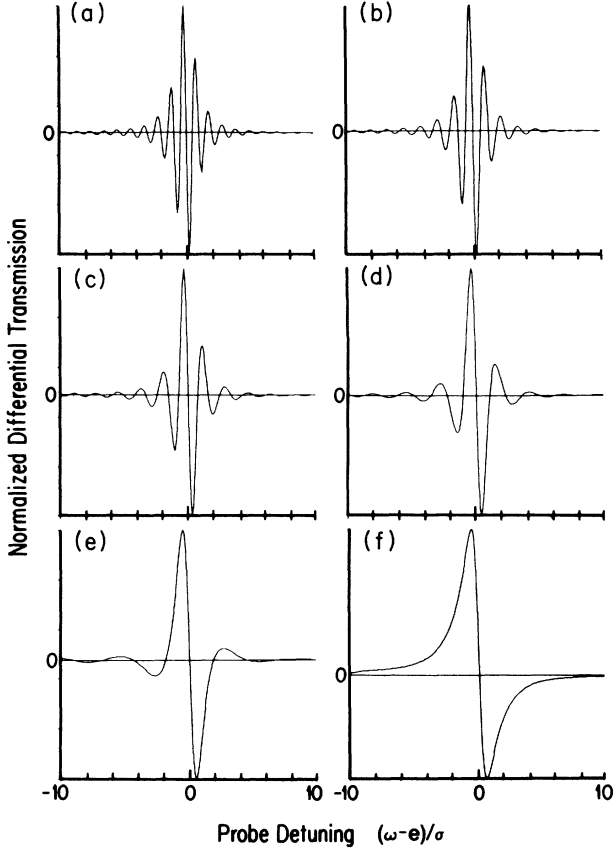 (a)
(b)
0
0
(c)
(d)
0
0
(e)
(f)
0
0
-10
0
10
-10
0
10
Normalized Differential Transmission
Probe Detuning (ω-e)/σ